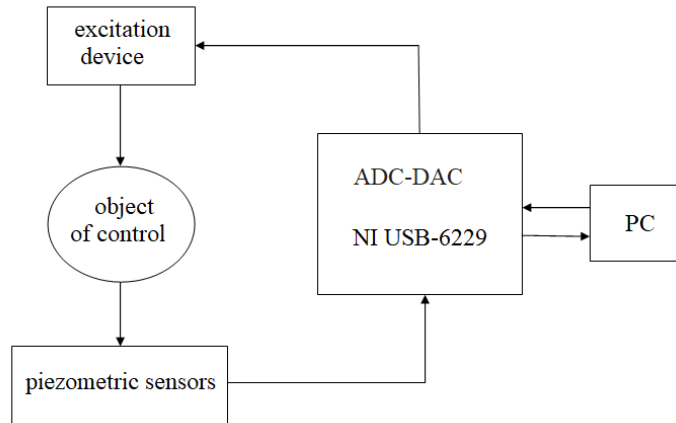 excitation
device
ADC-DAC
NI USB-6229
PC
object
of control
piezometric sensors